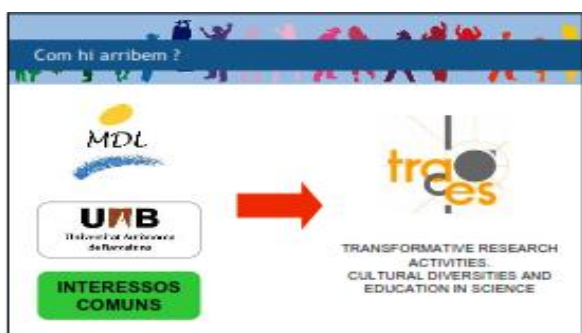 Com hi arribem ?
MDL
UAB
Universitat Autònoma
de Barcelona
INTERESSOS
COMUNS
traces
TRANSFORMATIVE RESEARCH
ACTIVITIES.
CULTURAL DIVERSITIES AND
EDUCATION IN SCIENCE